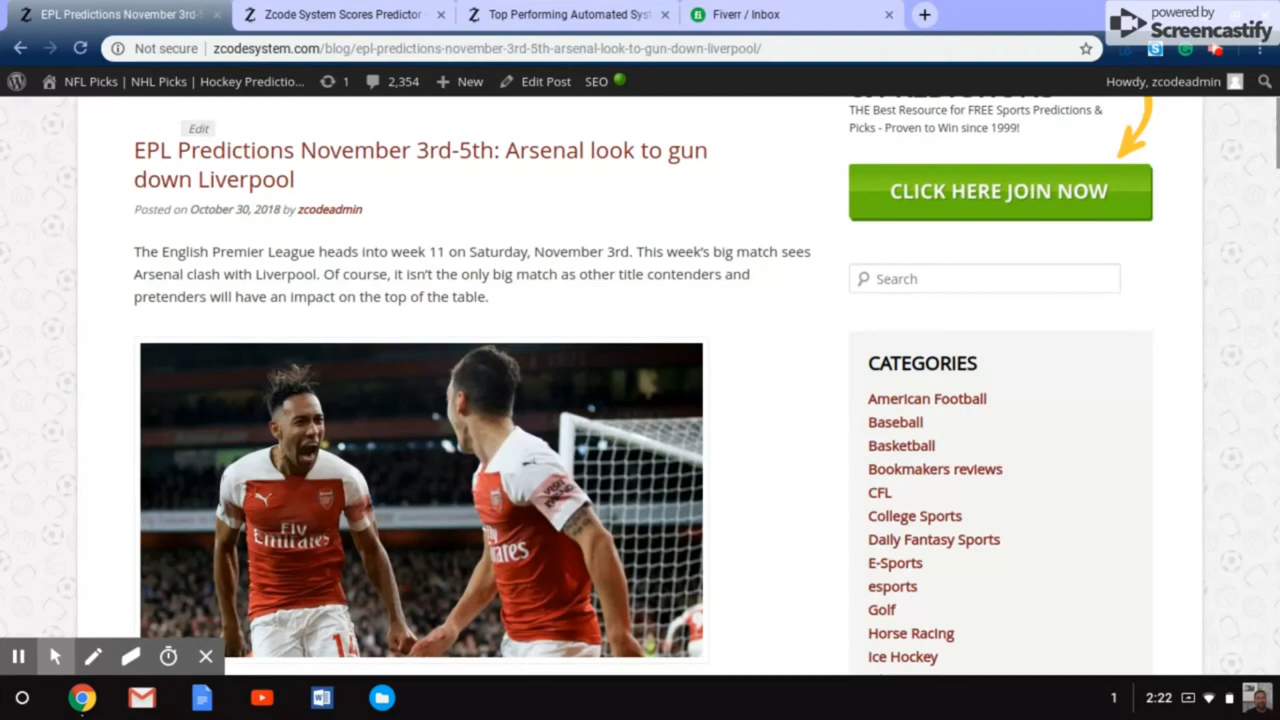 EPL Predictions November 3rd-5
Zcode System Scores Predictor
Top Performing Automated Sys
Fiverr / Inbox
powered by
Screencastify
Not secure
zcodesystem.com/blog/epl-predictions-november-3rd-5th-arsenal-look-to-gun-down-liverpool/
NFL Picks | NHL Picks | Hockey Predictio...
1
2,354
New
Edit Post
SEO
Howdy, zcodeadmin
Edit
EPL Predictions November 3rd-5th: Arsenal look to gun
down Liverpool
Posted on October 30, 2018 by zcodeadmin
The English Premier League heads into week 11 on Saturday, November 3rd. This week's big match sees
Arsenal clash with Liverpool. Of course, it isn't the only big match as other title contenders and
pretenders will have an impact on the top of the table.
Fly
Emirates
THE Best Resource for FREE Sports Predictions &
Picks - Proven to Win since 1999!
CLICK HERE JOIN NOW
Search
CATEGORIES
American Football
Baseball
Basketball
Bookmakers reviews
CFL
College Sports
Daily Fantasy Sports
E-Sports
esports
Golf
Horse Racing
Ice Hockey
1
2:22